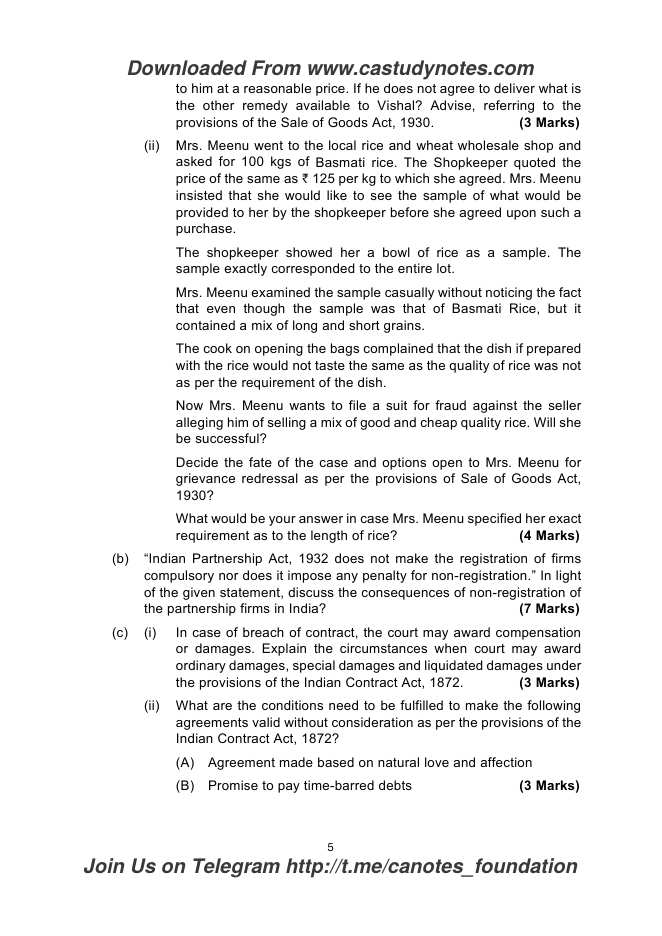 Downloaded From www.castudynotes.com
to him at a reasonable price. If he does not agree to deliver what is
the other remedy available to Vishal? Advise, referring to the
provisions of the Sale of Goods Act, 1930. (3 Marks)
(ii) Mrs. Meenu went to the local rice and wheat wholesale shop and
asked for 100 kgs of Basmati rice. The Shopkeeper quoted the
price of the same as ₹ 125 per kg to which she agreed. Mrs. Meenu
insisted that she would like to see the sample of what would be
provided to her by the shopkeeper before she agreed upon such a
purchase.
The shopkeeper showed her a bowl of rice as a sample. The
sample exactly corresponded to the entire lot.
Mrs. Meenu examined the sample casually without noticing the fact
that even though the sample was that of Basmati Rice, but it
contained a mix of long and short grains.
The cook on opening the bags complained that the dish if prepared
with the rice would not taste the same as the quality of rice was not
as per the requirement of the dish.
Now Mrs. Meenu wants to file a suit for fraud against the seller
alleging him of selling a mix of good and cheap quality rice. Will she
be successful?
Decide the fate of the case and options open to Mrs. Meenu for
grievance redressal as per the provisions of Sale of Goods Act,
1930?
What would be your answer in case Mrs. Meenu specified her exact
requirement as to the length of rice? (4 Marks)
(b) “Indian Partnership Act, 1932 does not make the registration of firms
compulsory nor does it impose any penalty for non-registration.” In light
of the given statement, discuss the consequences of non-registration of
the partnership firms in India? (7 Marks)
(c) (i) In case of breach of contract, the court may award compensation
or damages. Explain the circumstances when court may award
ordinary damages, special damages and liquidated damages under
the provisions of the Indian Contract Act, 1872. (3 Marks)
(ii) What are the conditions need to be fulfilled to make the following
agreements valid without consideration as per the provisions of the
Indian Contract Act, 1872?
(A) Agreement made based on natural love and affection
(B) Promise to pay time-barred debts (3 Marks)
5
Join Us on Telegram http://t.me/canotes_foundation